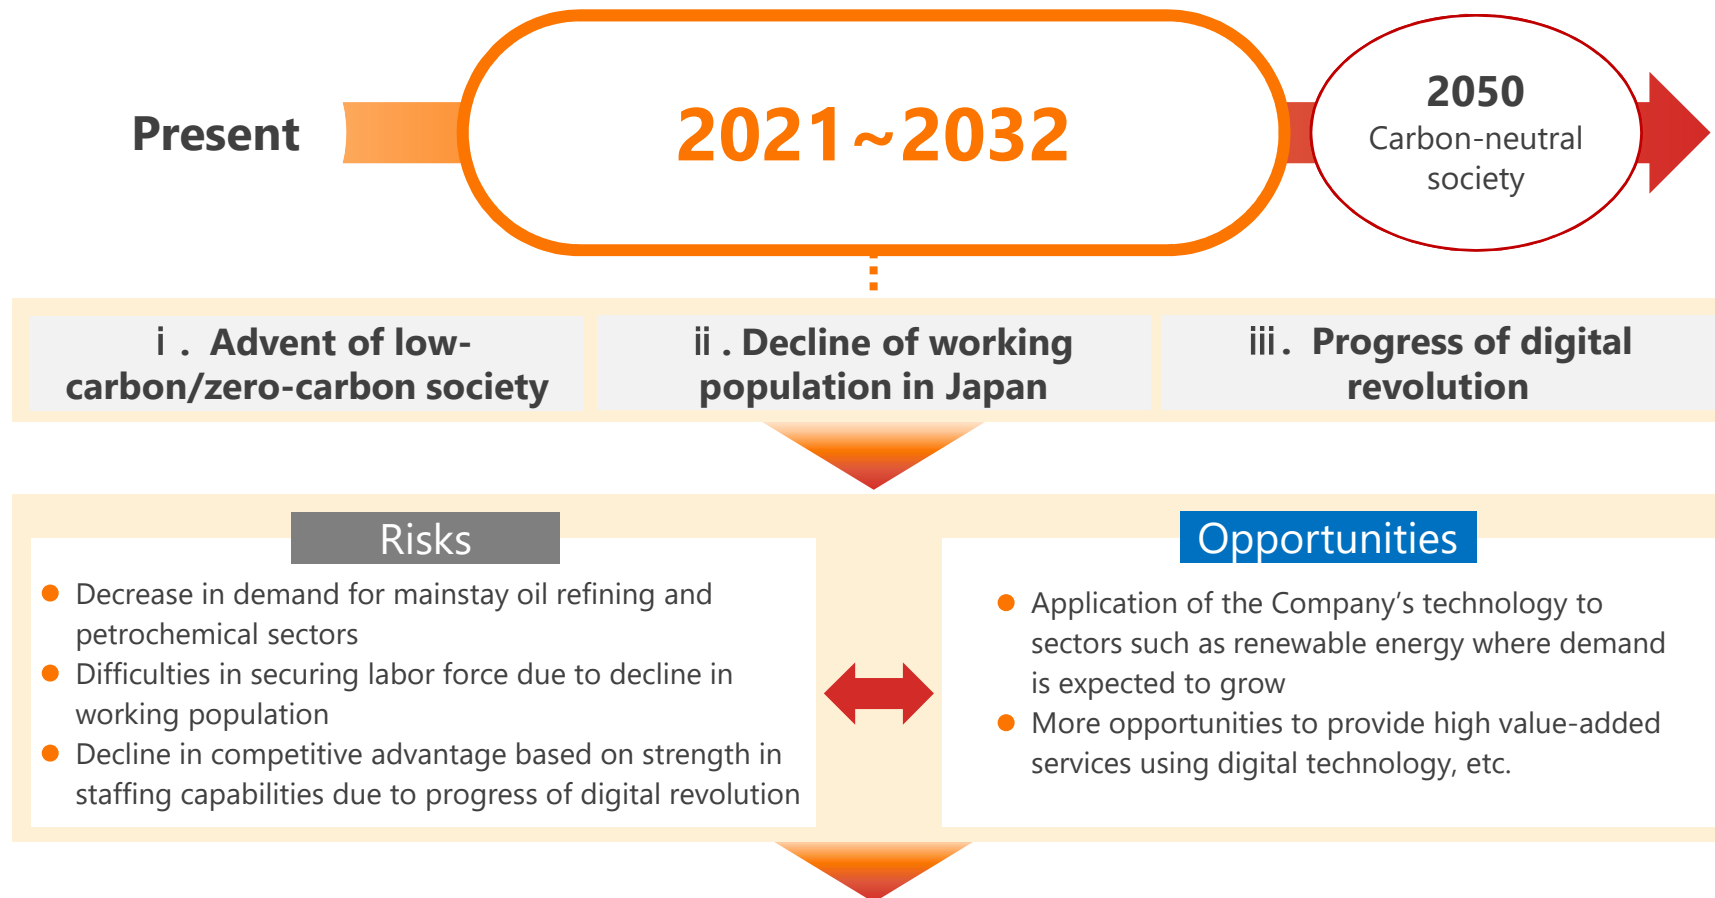 Present
2021~2032
2050
Carbon-neutral
society
ⅰ. Advent of low-
carbon/zero-carbon society
ⅱ. Decline of working
population in Japan
ⅲ. Progress of digital
revolution
Risks
● Decrease in demand for mainstay oil refining and
petrochemical sectors
● Difficulties in securing labor force due to decline in
working population
● Decline in competitive advantage based on strength in
staffing capabilities due to progress of digital revolution
Opportunities
● Application of the Company’s technology to
sectors such as renewable energy where demand
is expected to grow
● More opportunities to provide high value-added
services using digital technology, etc.